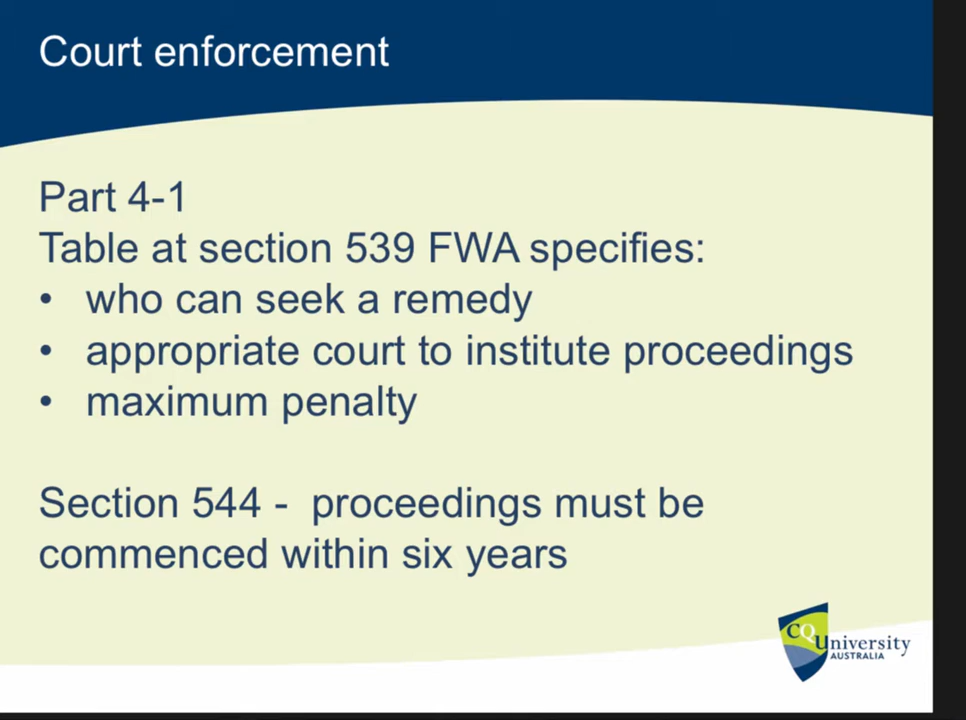 Court enforcement
Part 4-1
Table at section 539 FWA specifies:
• who can seek a remedy
• appropriate court to institute proceedings
• maximum penalty
Section 544 - proceedings must be
commenced within six years
CQUniversity
AUSTRALIA